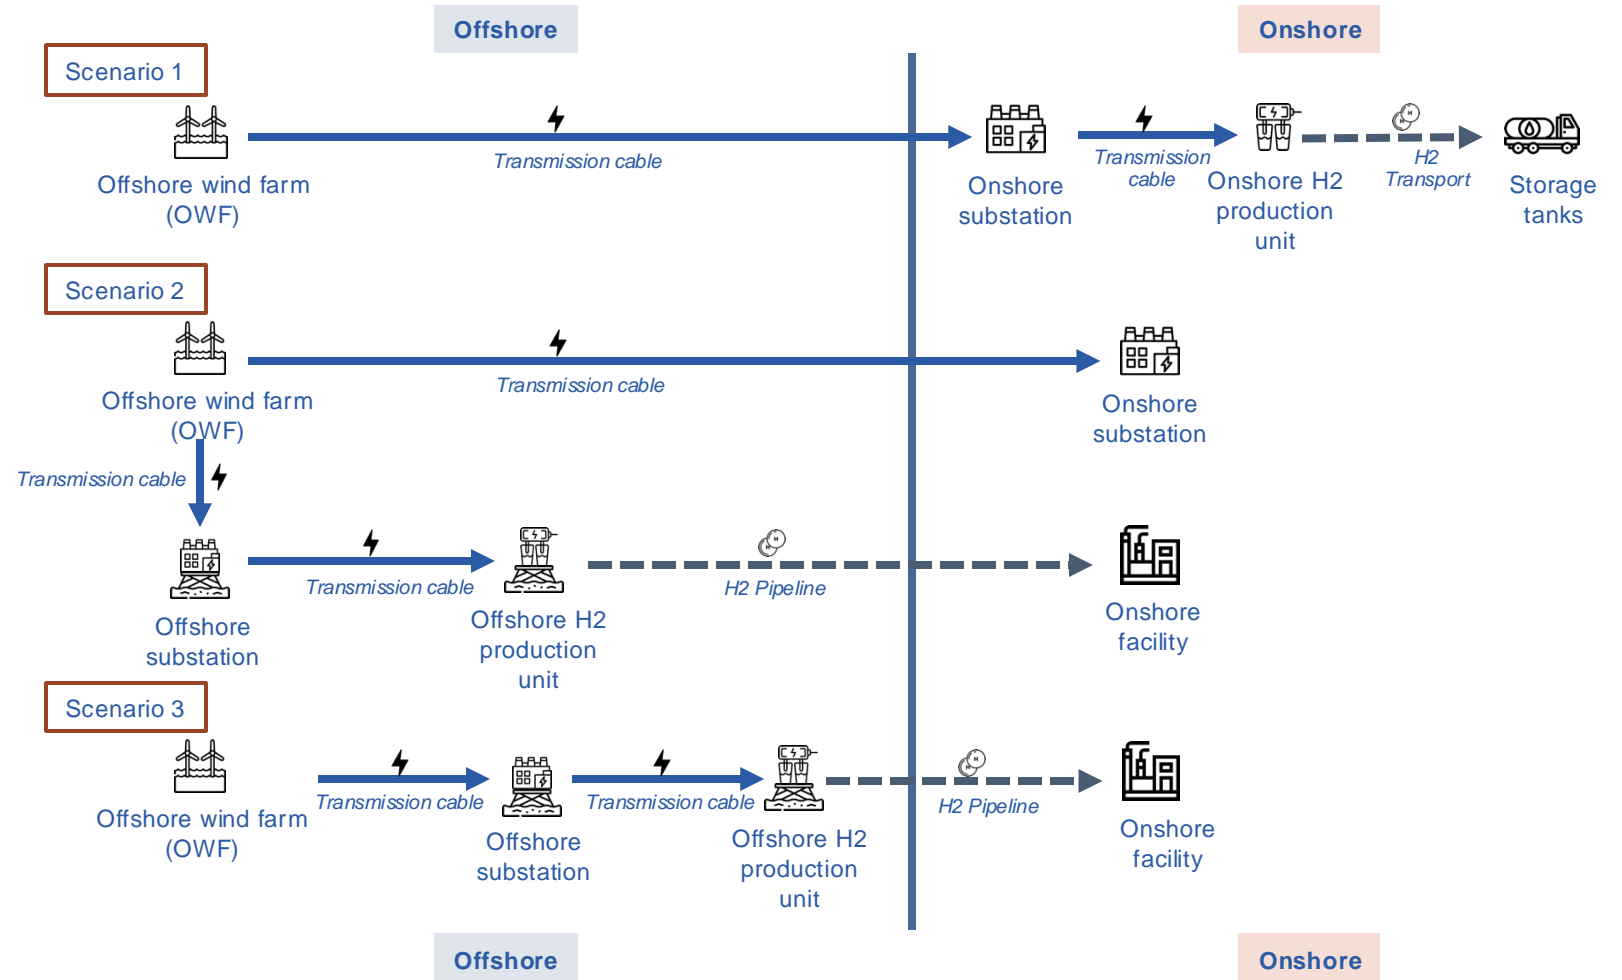 Offshore
Onshore
Scenario 1
Transmission cable
Transmission
cable
H2
Transport
Offshore wind farm
(OWF)
Onshore
substation
Onshore H2
production
unit
Storage
tanks
Scenario 2
Transmission cable
Offshore wind farm
(OWF)
Onshore
substation
Transmission cable
Transmission cable
H2 Pipeline
Offshore
substation
Offshore H2
production
unit
Onshore
facility
Scenario 3
Transmission cable
Transmission cable
H2 Pipeline
Offshore wind farm
(OWF)
Offshore
substation
Offshore H2
production
unit
Onshore
facility
Offshore
Onshore